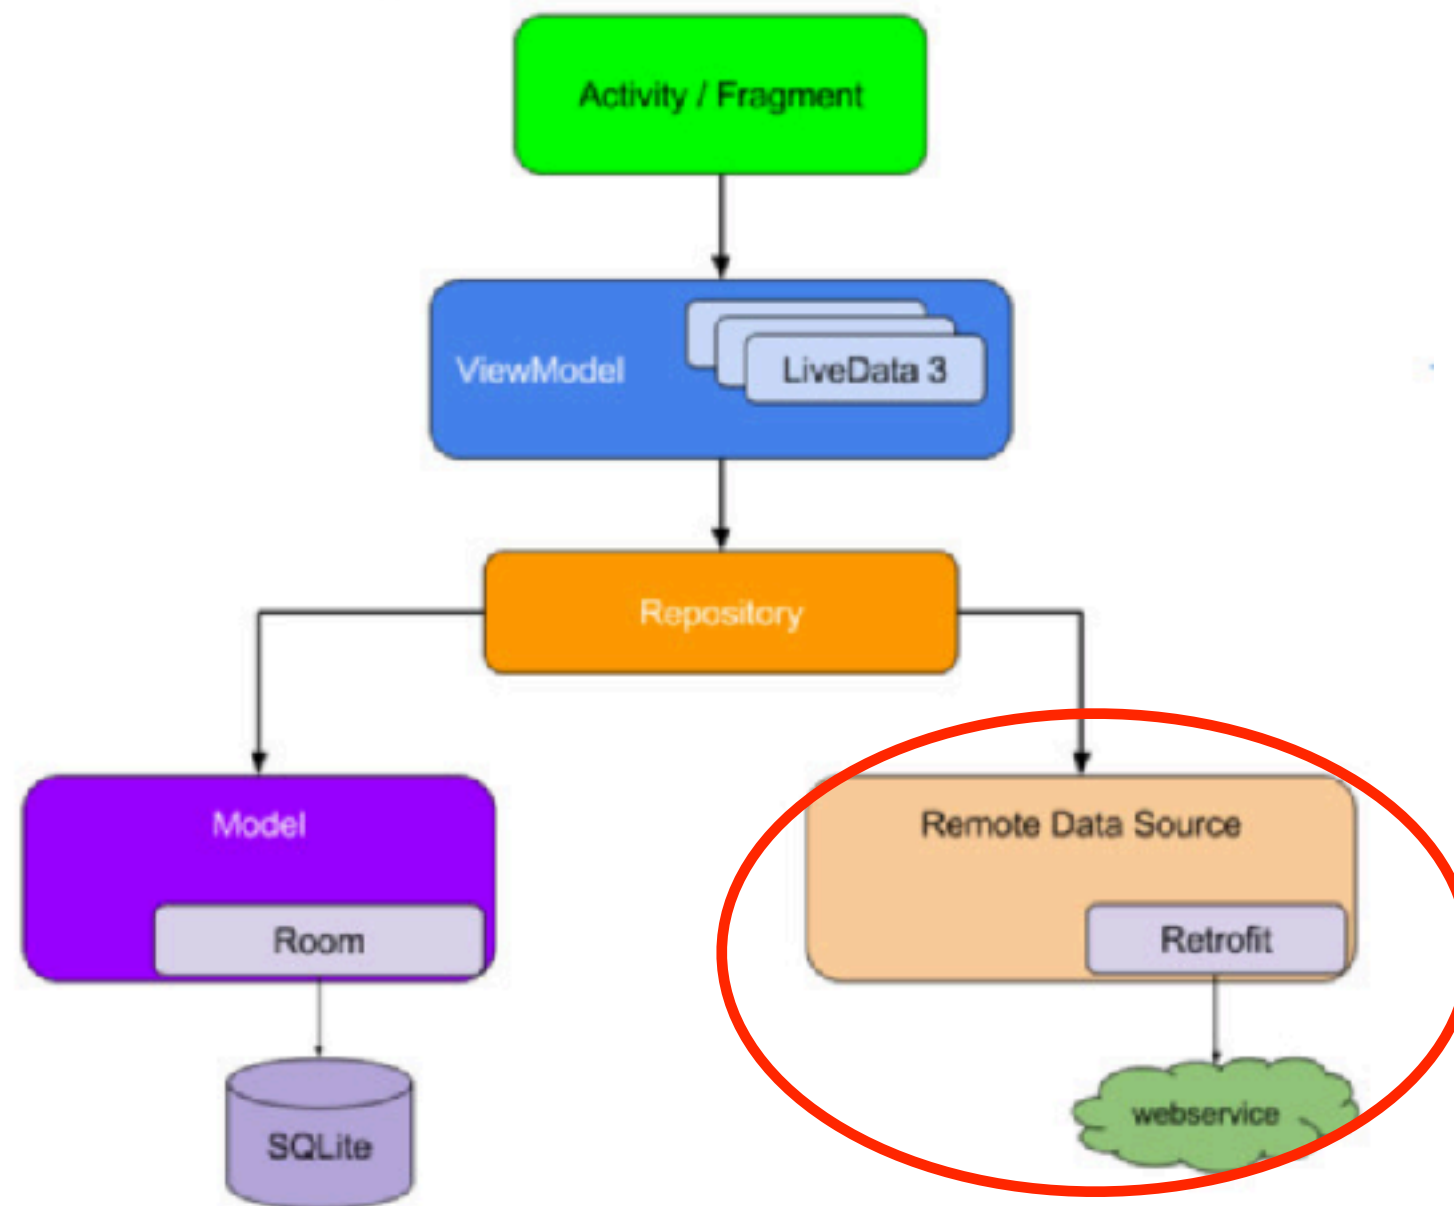 Activity / Fragment
ViewModel
LiveData 3
Repository
Model
Remote Data Source
Room
Retrofit
SQLite
webservice